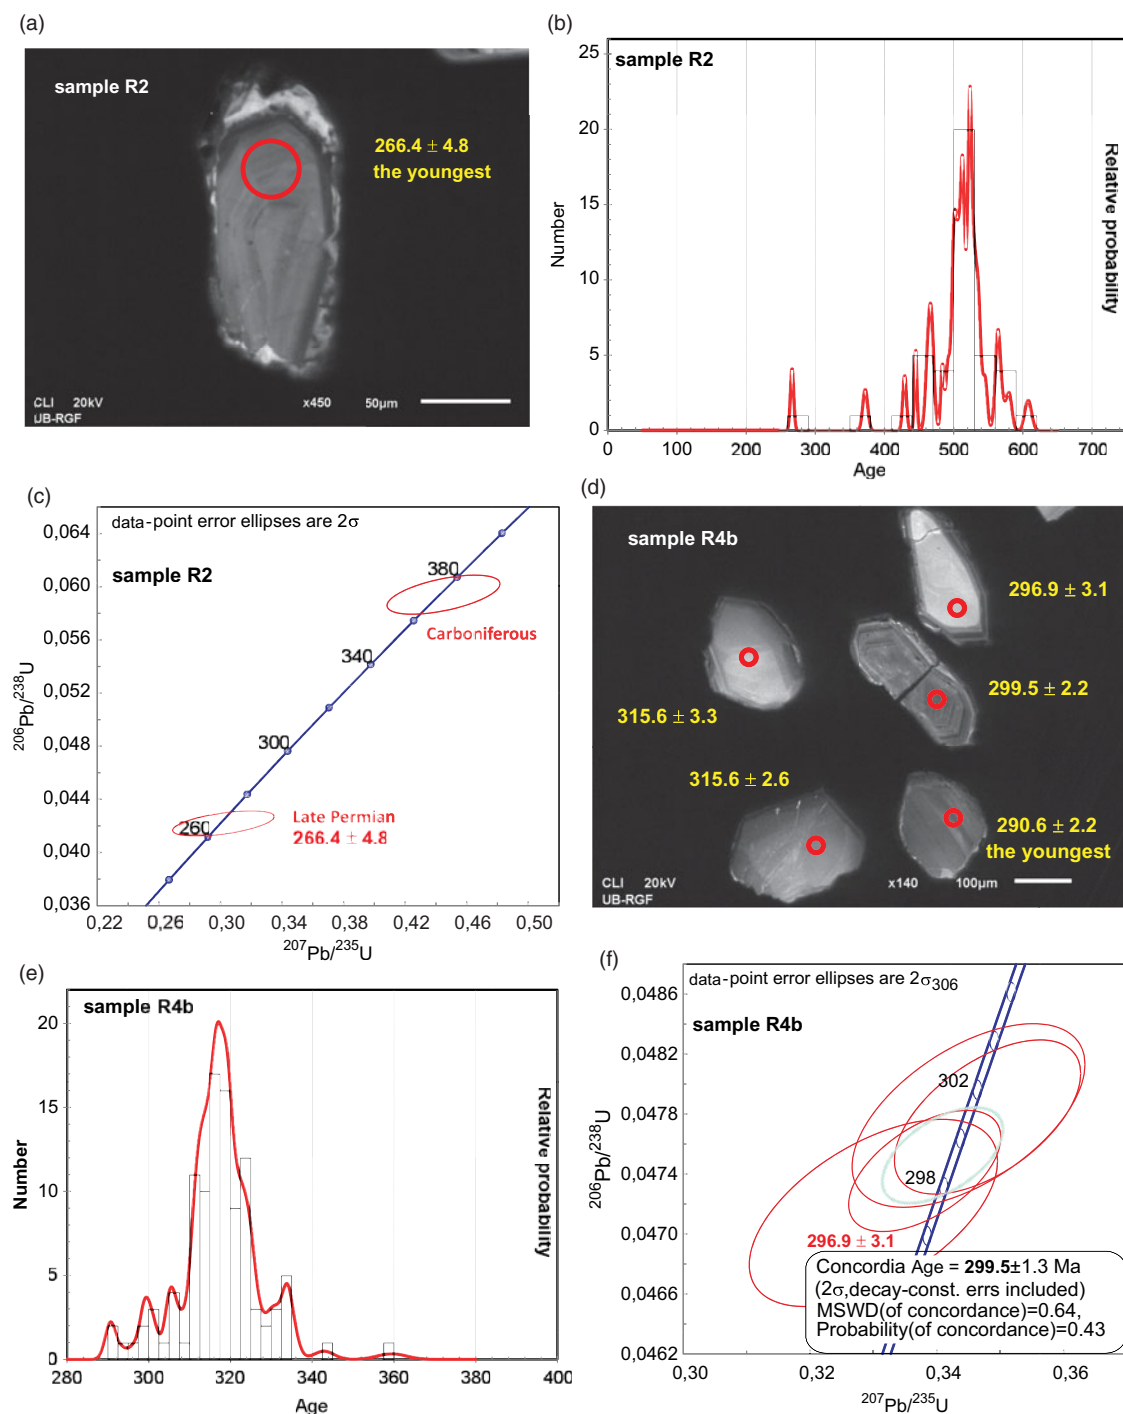 (a)
sample R2
266.4 ± 4.8
the youngest
CLI 20kV x450 50µm
UB-RGF
(b)
sample R2
25
20
15
10
5
0
Number
Relative probability
0 100 200 300 400 500 600 700
Age
(c)
data-point error ellipses are 2σ
sample R2
0,064
0,060
0,056
0,052
0,048
0,044
0,040
0,036
206Pb/238U
380
Carboniferous
340
300
Late Permian
260
266.4 ± 4.8
0,22 0,26 0,30 0,34 0,38 0,42 0,46 0,50
207Pb/235U
(d)
sample R4b
296.9 ± 3.1
299.5 ± 2.2
315.6 ± 3.3
315.6 ± 2.6
290.6 ± 2.2
the youngest
CLI 20kV x140 100µm
UB-RGF
(e)
sample R4b
20
15
10
5
0
Number
Relative probability
280 300 320 340 360 380 400
Age
(f)
data-point error ellipses are 2σ
306
sample R4b
0,0486
0,0482
0,0478
0,0474
0,0470
0,0466
0,0462
206Pb/238U
302
298
296.9 ± 3.1
Concordia Age = 299.5±1.3 Ma
(2σ,decay-const. errs included)
MSWD(of concordance)=0.64,
Probability(of concordance)=0.43
0,30 0,32 0,34 0,36
207Pb/235U